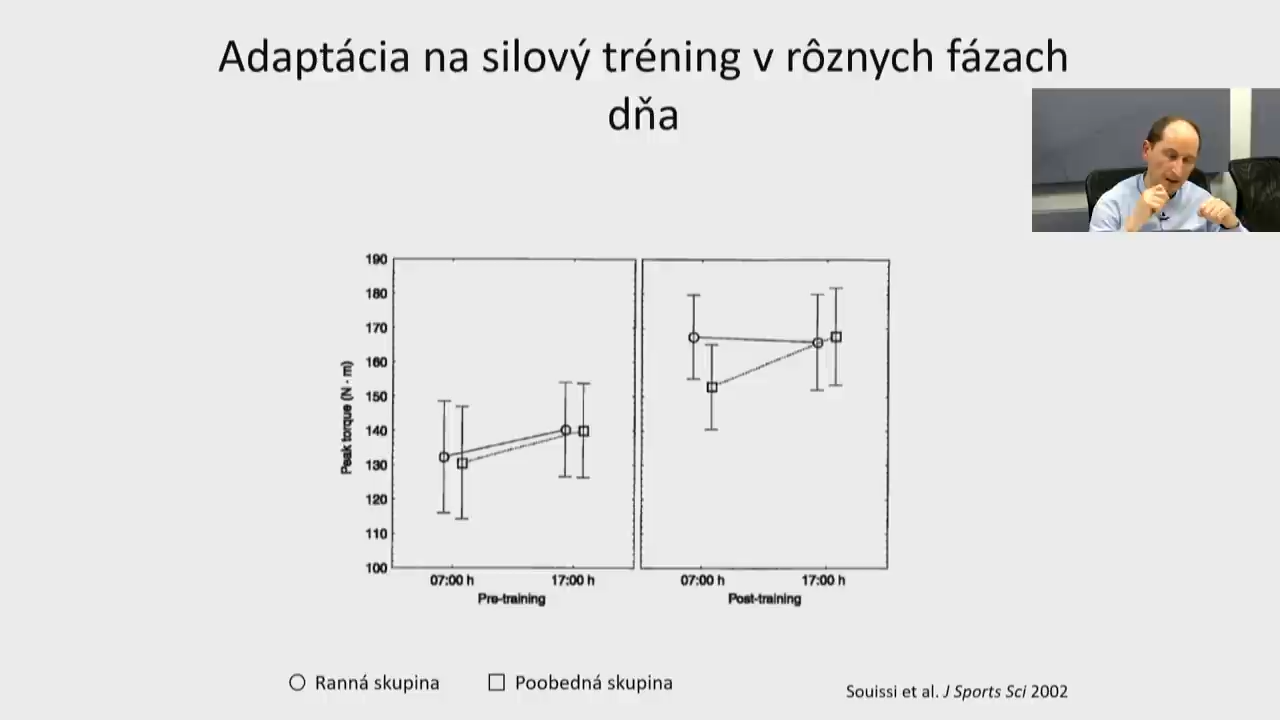 Adaptácia na silový tréning v rôznych fázach
dňa
Peak torque (N · m)
190
180
170
160
150
140
130
120
110
100
07:00 h 17:00 h
Pre-training
07:00 h 17:00 h
Post-training
Ranná skupina Poobedná skupina
Souissi et al. J Sports Sci 2002